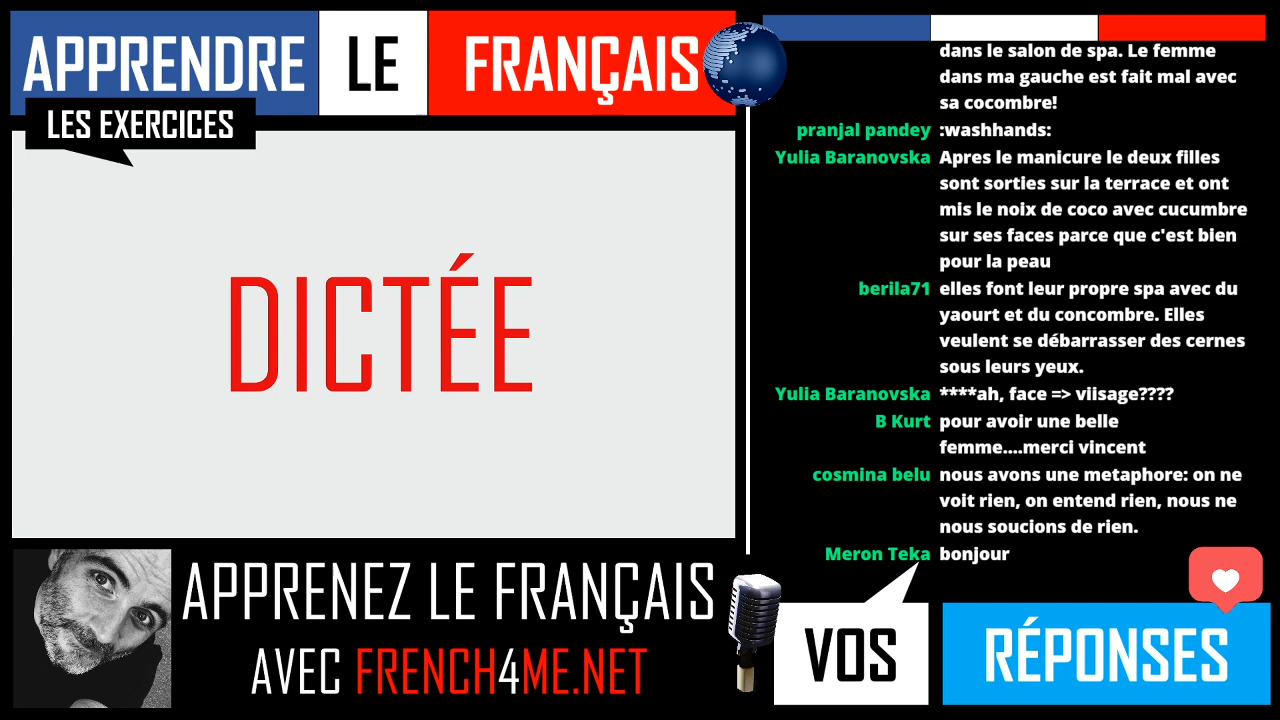 APPRENDRE LE FRANÇAIS
LES EXERCICES
DICTÉE
APPRENEZ LE FRANÇAIS
AVEC FRENCH4ME.NET
dans le salon de spa. Le femme
dans ma gauche est fait mal avec
sa cocombre!
pranjal pandey :washhands:
Yulia Baranovska Apres le manicure le deux filles
sont sorties sur la terrace et ont
mis le noix de coco avec cucumbre
sur ses faces parce que c'est bien
pour la peau
berila71 elles font leur propre spa avec du
yaourt et du concombre. Elles
veulent se débarrasser des cernes
sous leurs yeux.
Yulia Baranovska ****ah, face => viisage????
B Kurt pour avoir une belle
femme....merci vincent
cosmina belu nous avons une metaphore: on ne
voit rien, on entend rien, nous ne
nous soucions de rien.
Meron Teka bonjour
VOS RÉPONSES